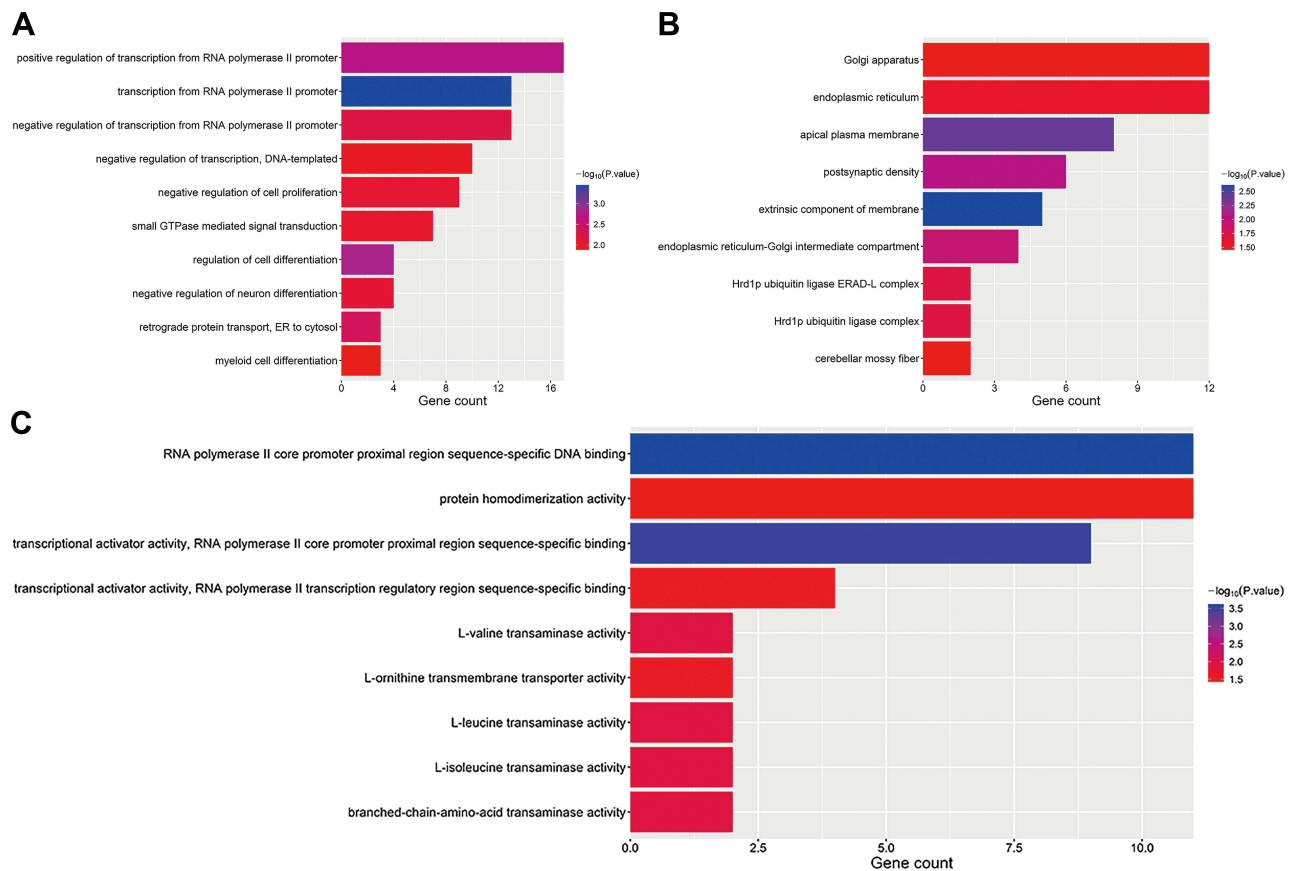 A
positive regulation of transcription from RNA polymerase II promoter
transcription from RNA polymerase II promoter
negative regulation of transcription from RNA polymerase II promoter
negative regulation of transcription, DNA-templated
negative regulation of cell proliferation
small GTPase mediated signal transduction
regulation of cell differentiation
negative regulation of neuron differentiation
retrograde protein transport, ER to cytosol
myeloid cell differentiation
0 4 8 12 16
Gene count
−log10(P.value)
3.0
2.5
2.0
B
Golgi apparatus
endoplasmic reticulum
apical plasma membrane
postsynaptic density
extrinsic component of membrane
endoplasmic reticulum-Golgi intermediate compartment
Hrd1p ubiquitin ligase ERAD-L complex
Hrd1p ubiquitin ligase complex
cerebellar mossy fiber
0 3 6 9 12
Gene count
−log10(P.value)
2.50
2.25
2.00
1.75
1.50
C
RNA polymerase II core promoter proximal region sequence-specific DNA binding
protein homodimerization activity
transcriptional activator activity, RNA polymerase II core promoter proximal region sequence-specific binding
transcriptional activator activity, RNA polymerase II transcription regulatory region sequence-specific binding
L-valine transaminase activity
L-ornithine transmembrane transporter activity
L-leucine transaminase activity
L-isoleucine transaminase activity
branched-chain-amino-acid transaminase activity
0.0 2.5 5.0 7.5 10.0
Gene count
−log10(P.value)
3.5
3.0
2.5
2.0
1.5